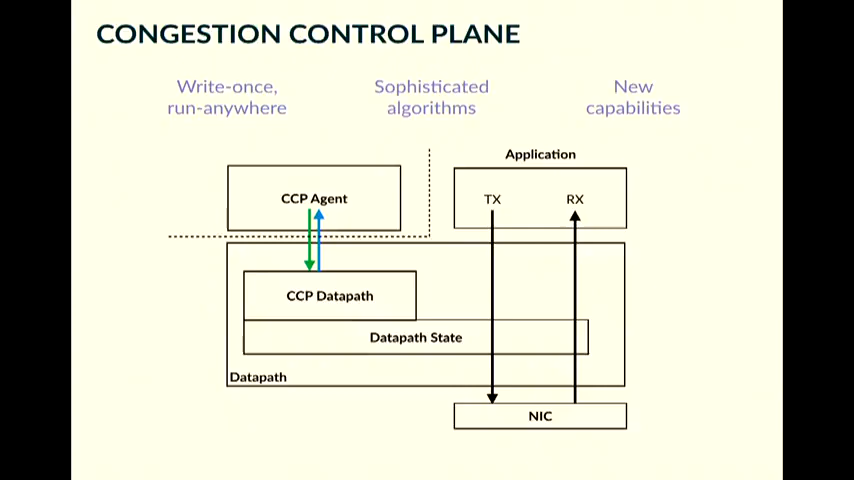 CONGESTION CONTROL PLANE
Write-once,
run-anywhere
Sophisticated
algorithms
New
capabilities
Application
CCP Agent
TX
RX
CCP Datapath
Datapath State
Datapath
NIC